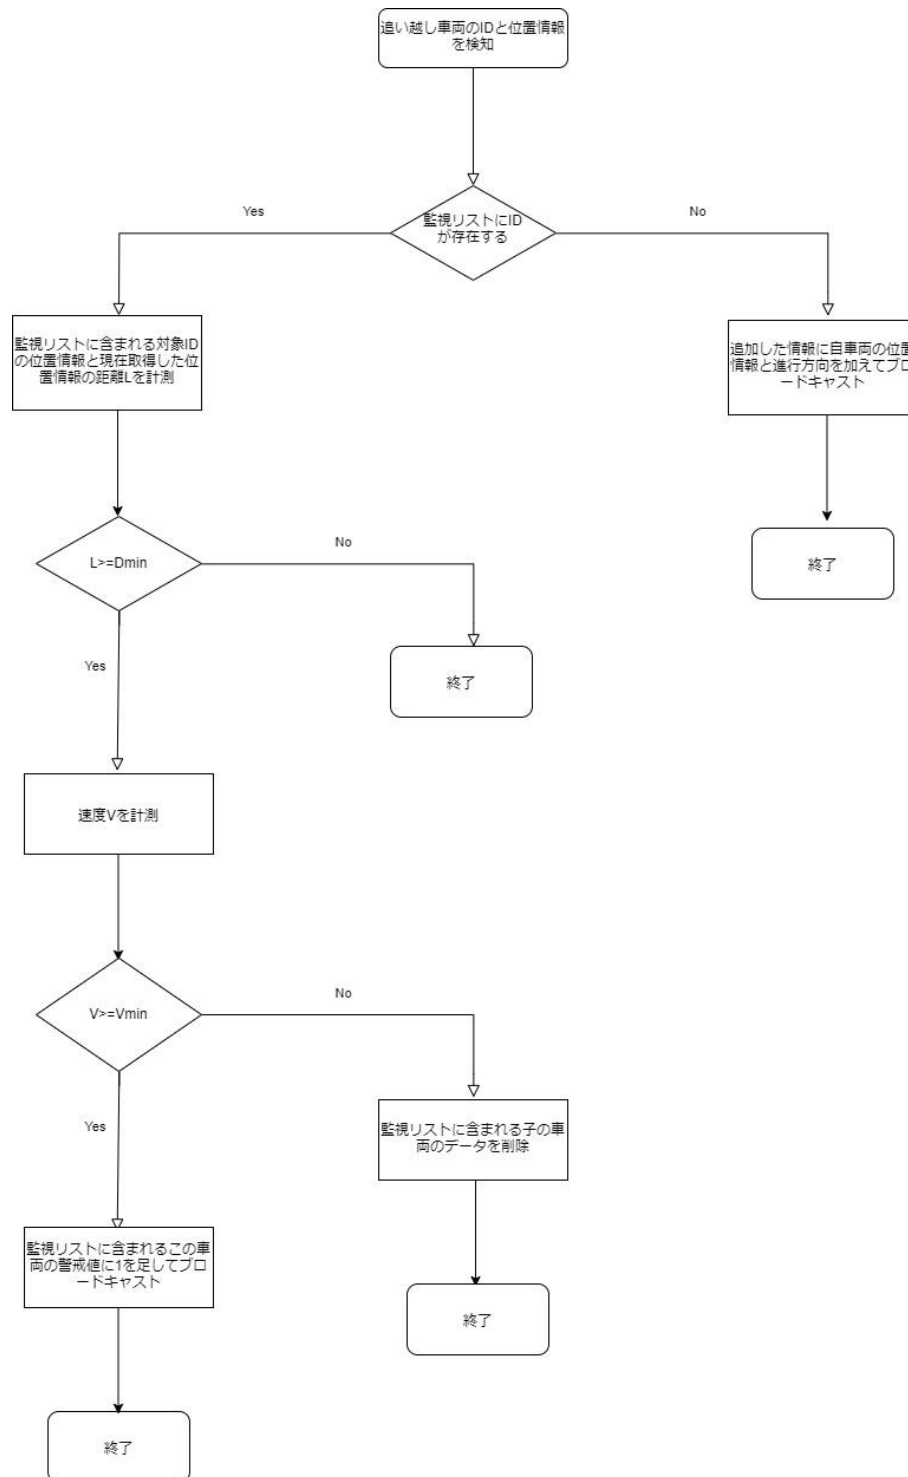 追い越し車両のIDと位置情報
を検知
監視リストにID
が存在する
Yes
No
監視リストに含まれる対象ID
の位置情報と現在取得した位
置情報の距離Lを計測
追加した情報に自車両の位置
情報と進行方向を加えてブロ
ードキャスト
L>=Dmin
No
終了
終了
Yes
速度Vを計測
V>=Vmin
No
Yes
監視リストに含まれる子の車
両のデータを削除
監視リストに含まれるこの車
両の警戒値に1を足してブロ
ードキャスト
終了
終了